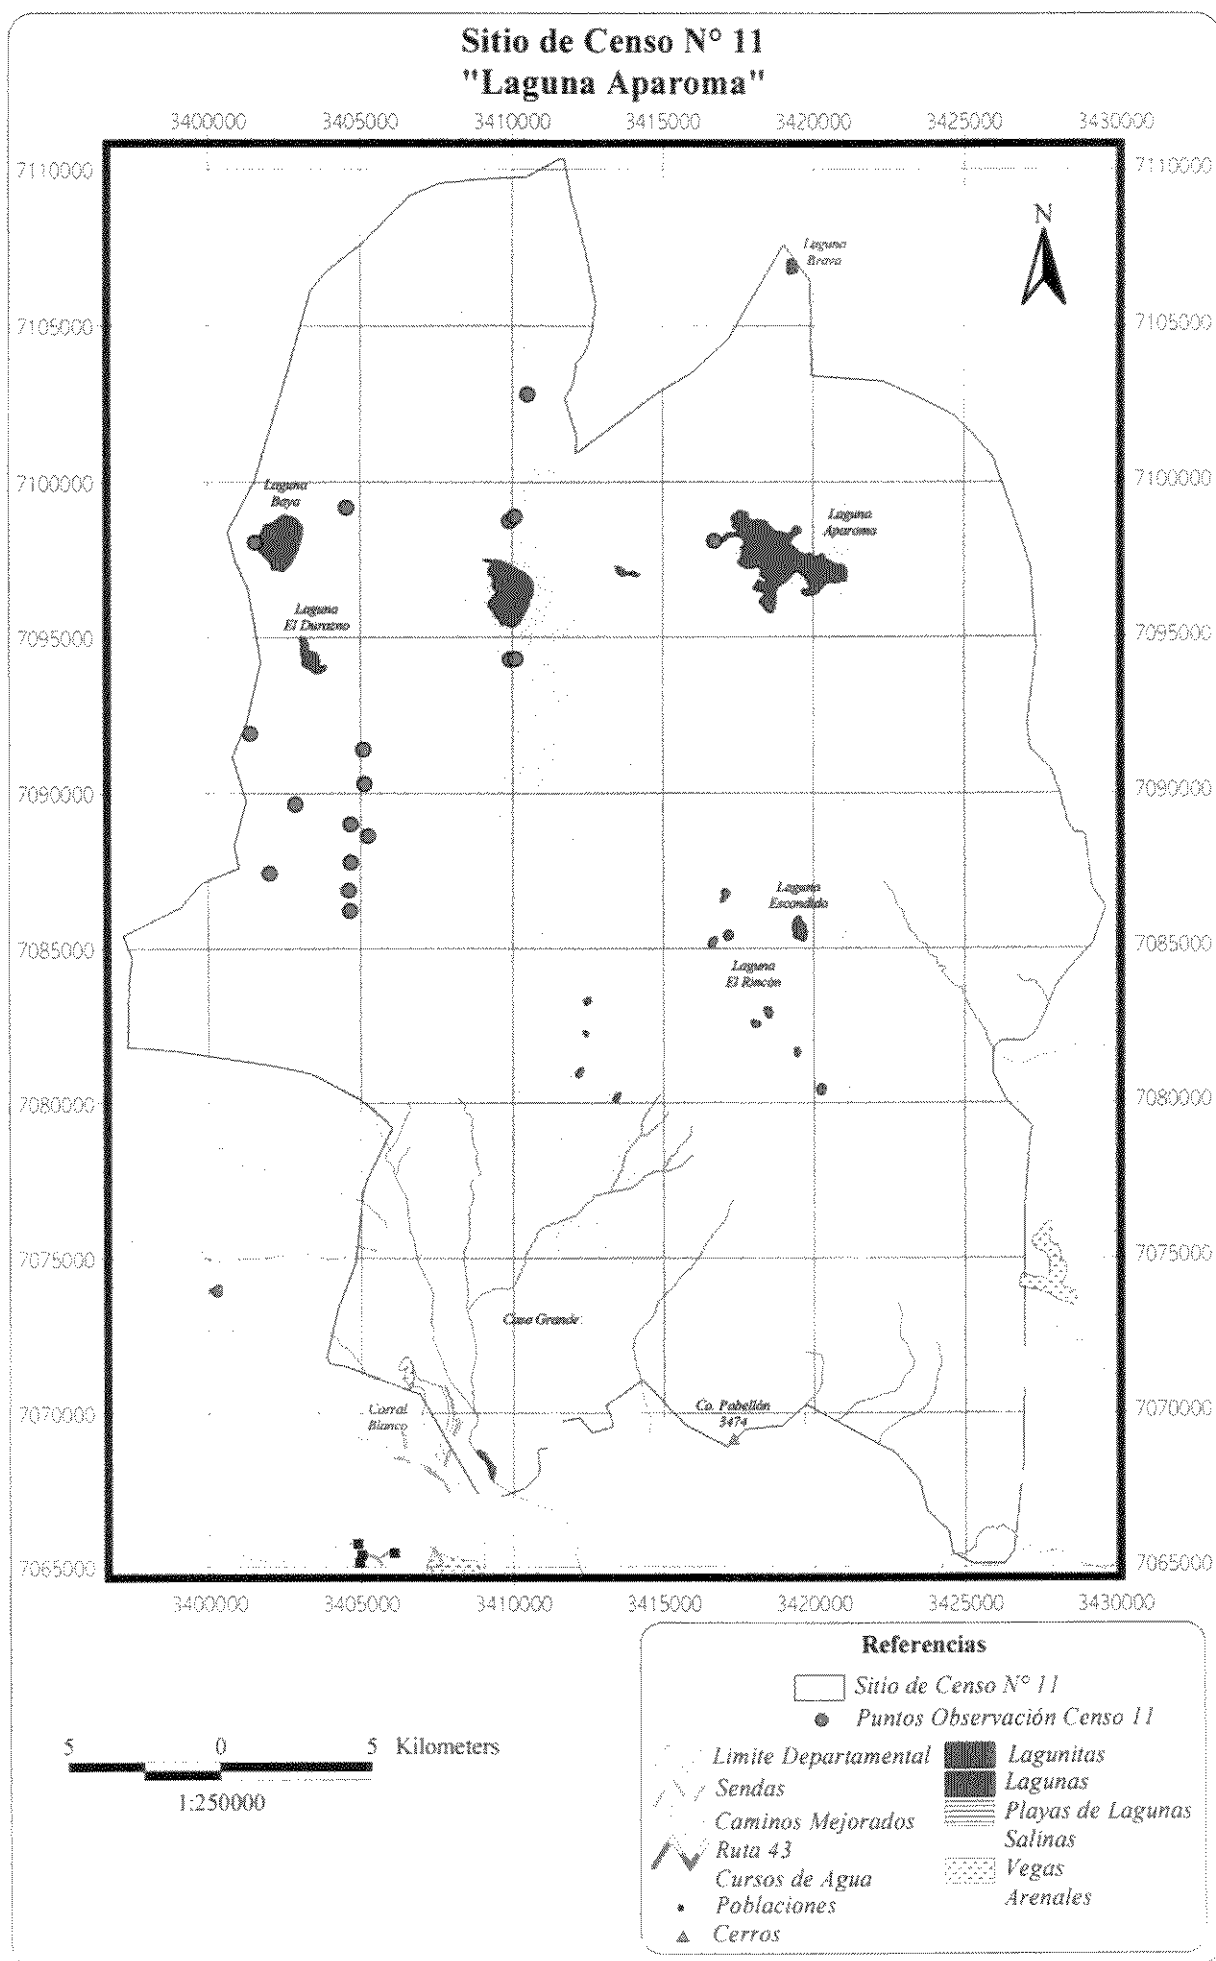 Sitio de Censo N° 11
"Laguna Aparoma"
3400000 3405000 3410000 3415000 3420000 3425000 3430000
7110000 7110000
N
Laguna
Brava
7105000 7105000
7100000 7100000
Laguna
Baya
Laguna
Aparoma
Laguna
El Durazno
7095000 7095000
7090000 7090000
Laguna
Escondido
7085000 7085000
Laguna
El Rincón
7080000 7080000
7075000 7075000
Casa Grande
7070000 7070000
Corral
Blanco
Co. Pabellón
3474
7065000 7065000
3400000 3405000 3410000 3415000 3420000 3425000 3430000
Referencias
Sitio de Censo N° 11
Puntos Observación Censo 11
5 0 5 Kilometers
1:250000
Limite Departamental
Sendas
Caminos Mejorados
Ruta 43
Cursos de Agua
Poblaciones
Cerros
Lagunitas
Lagunas
Playas de Lagunas
Salinas
Vegas
Arenales